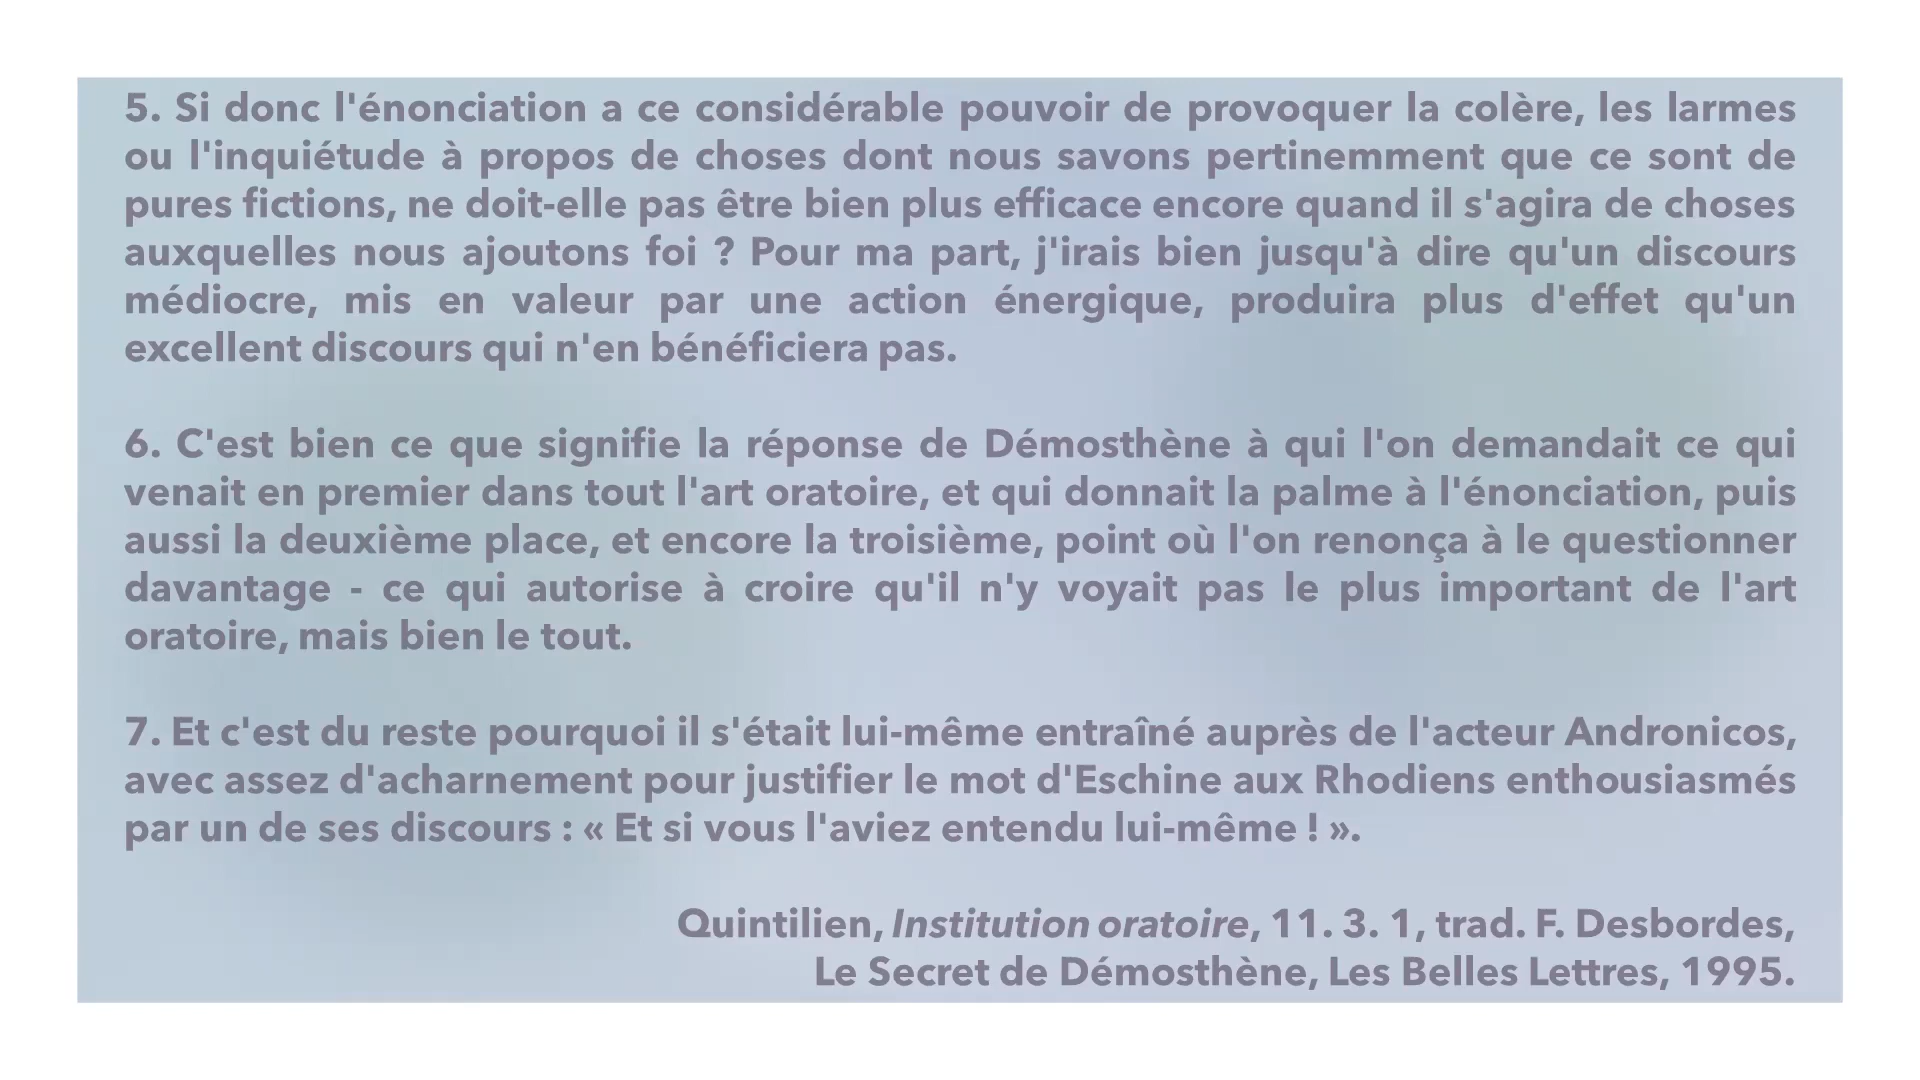 5. Si donc l'énonciation a ce considérable pouvoir de provoquer la colère, les larmes
ou l'inquiétude à propos de choses dont nous savons pertinemment que ce sont de
pures fictions, ne doit-elle pas être bien plus efficace encore quand il s'agira de choses
auxquelles nous ajoutons foi ? Pour ma part, j'irais bien jusqu'à dire qu'un discours
médiocre, mis en valeur par une action énergique, produira plus d'effet qu'un
excellent discours qui n'en bénéficiera pas.
6. C'est bien ce que signifie la réponse de Démosthène à qui l'on demandait ce qui
venait en premier dans tout l'art oratoire, et qui donnait la palme à l'énonciation, puis
aussi la deuxième place, et encore la troisième, point où l'on renonça à le questionner
davantage - ce qui autorise à croire qu'il n'y voyait pas le plus important de l'art
oratoire, mais bien le tout.
7. Et c'est du reste pourquoi il s'était lui-même entraîné auprès de l'acteur Andronicos,
avec assez d'acharnement pour justifier le mot d'Eschine aux Rhodiens enthousiasmés
par un de ses discours : « Et si vous l'aviez entendu lui-même ! ».
Quintilien, Institution oratoire, 11. 3. 1, trad. F. Desbordes,
Le Secret de Démosthène, Les Belles Lettres, 1995.